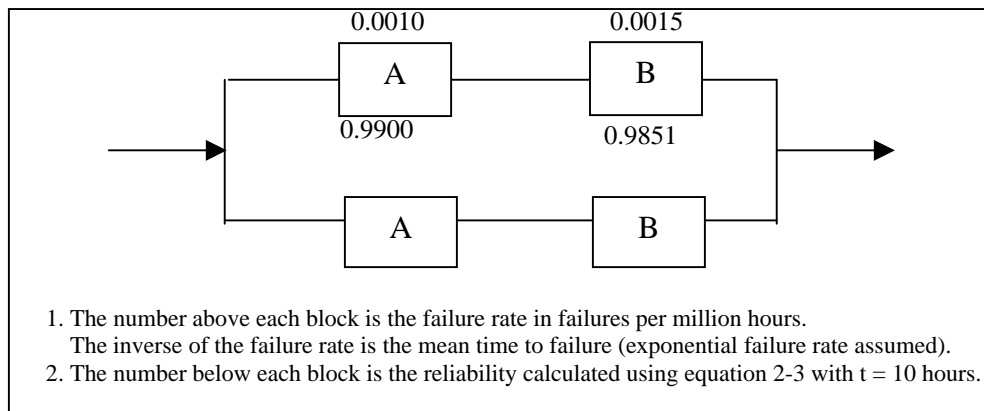 0.0010 0.0015
A B
0.9900 0.9851
A B
1. The number above each block is the failure rate in failures per million hours.
The inverse of the failure rate is the mean time to failure (exponential failure rate assumed).
2. The number below each block is the reliability calculated using equation 2-3 with t = 10 hours.